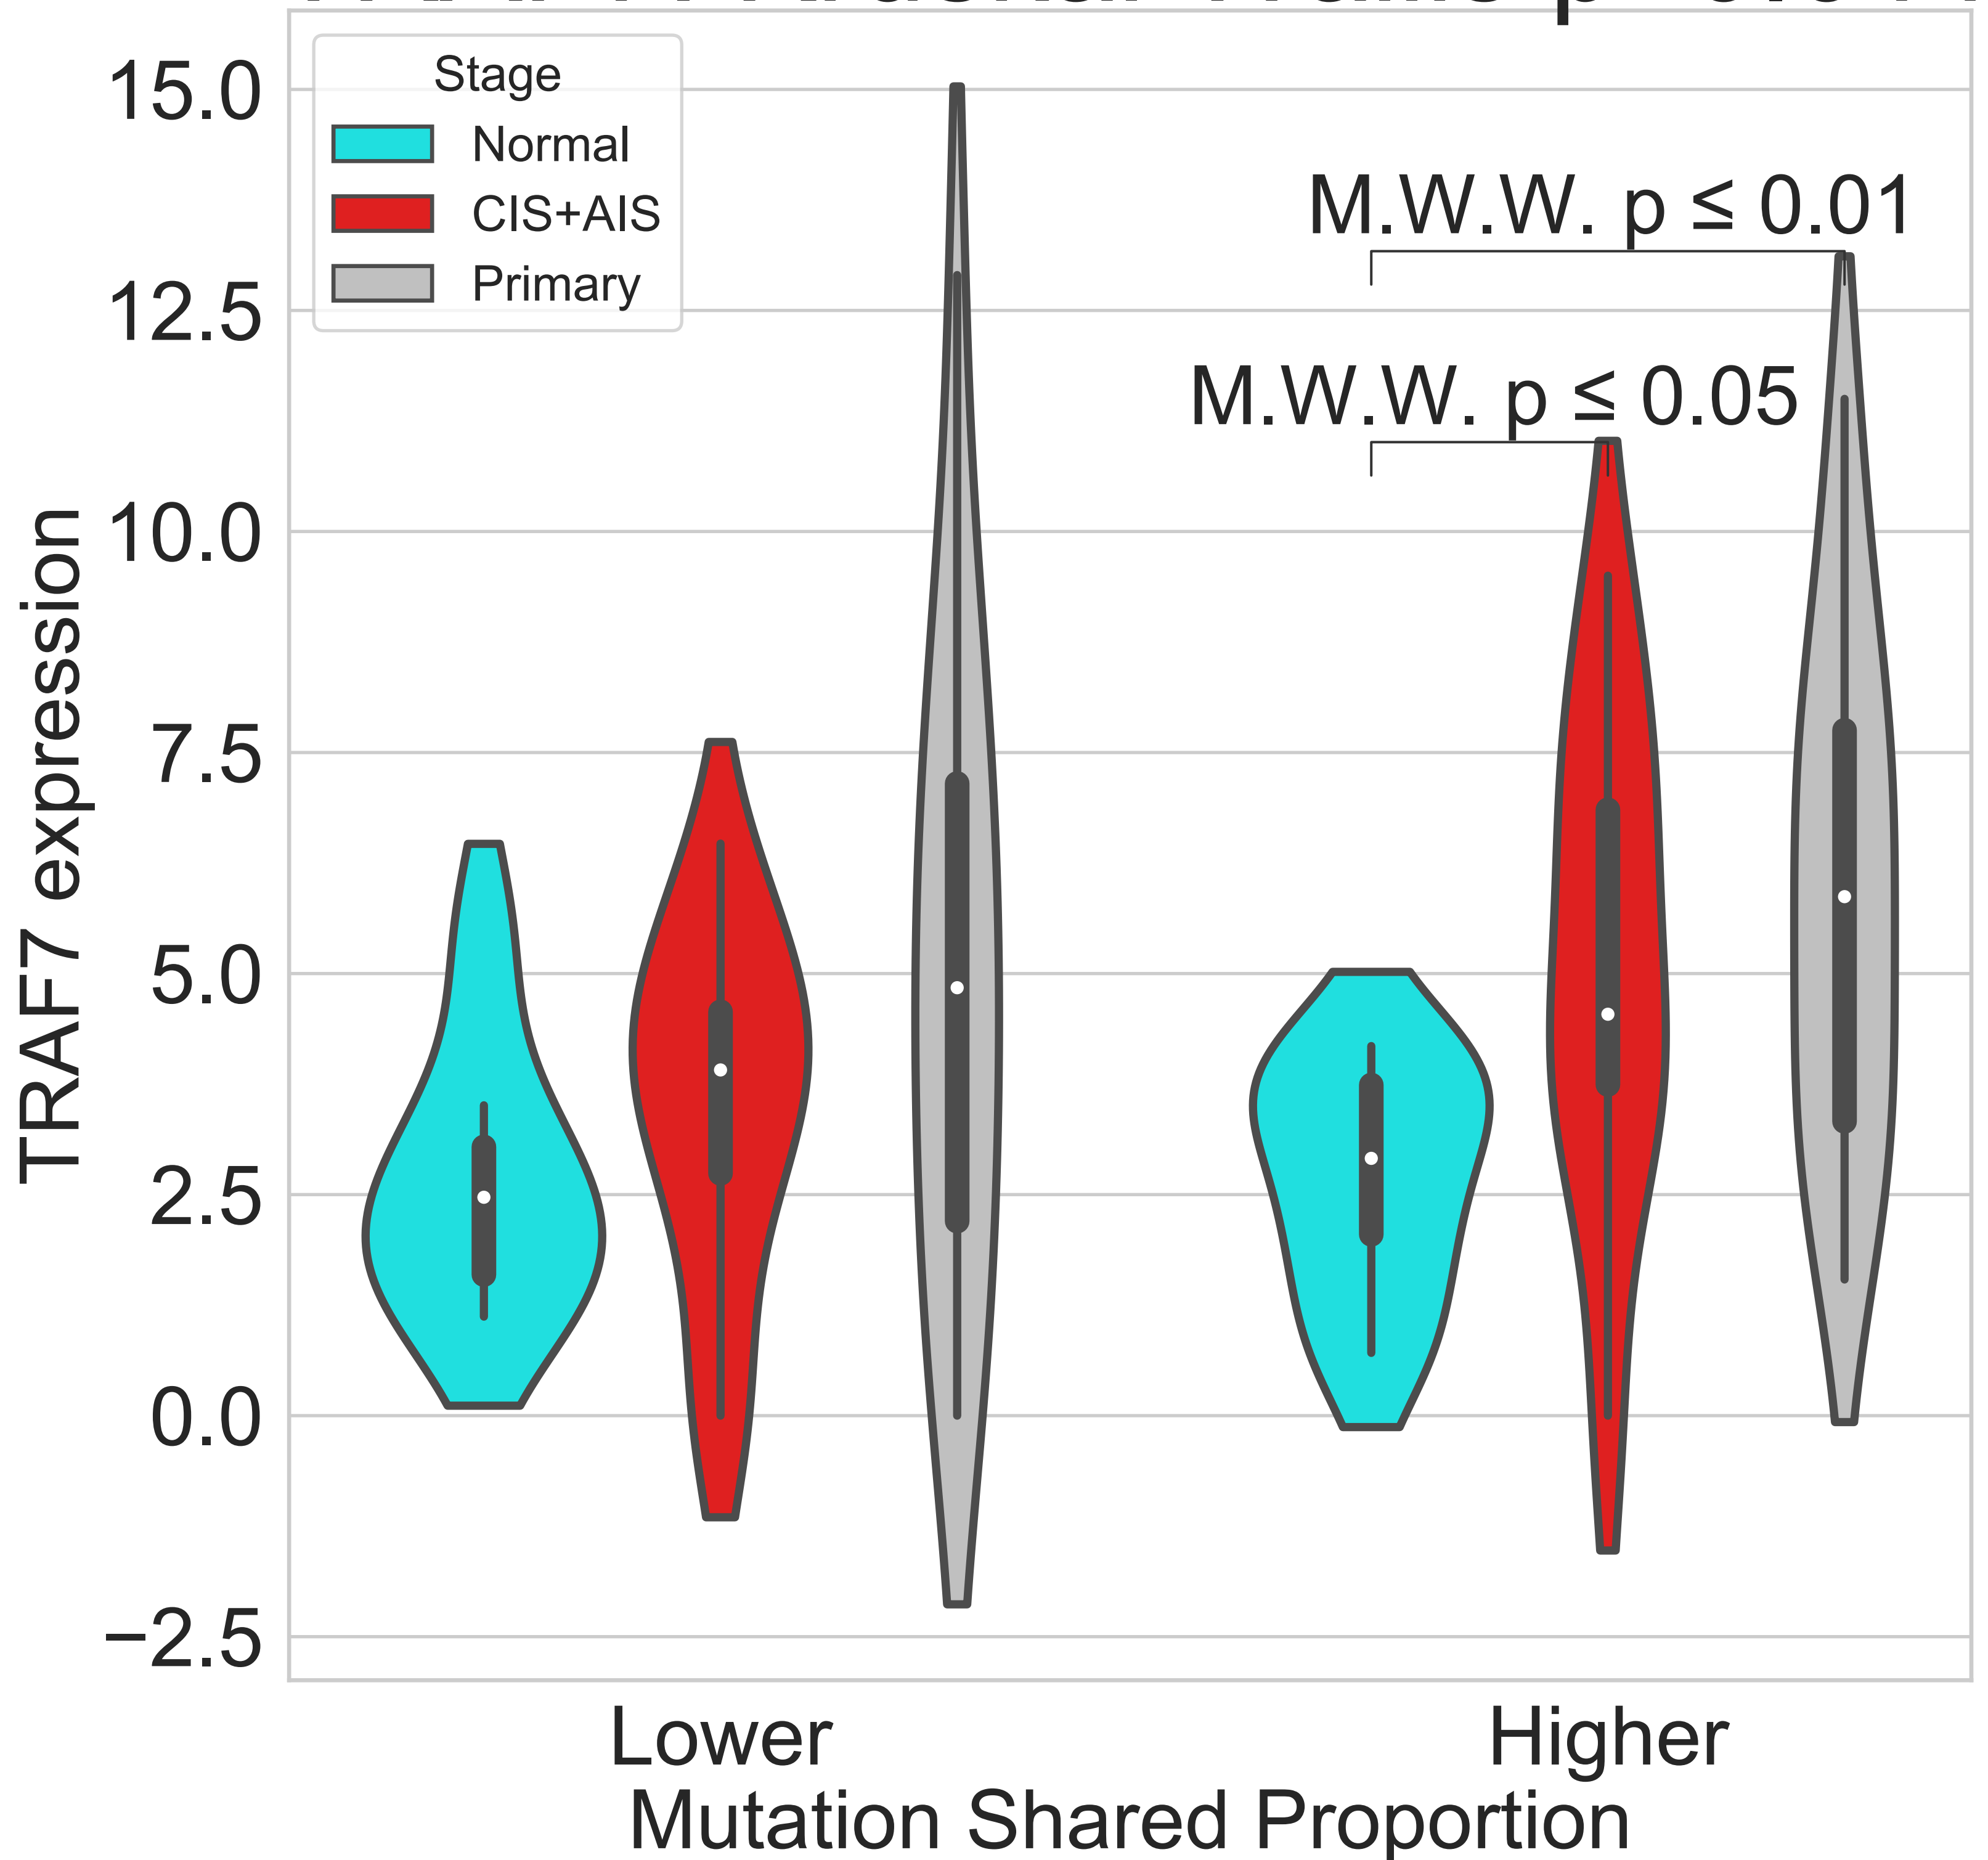 15.0
12.5
10.0
7.5
5.0
2.5
0.0
−2.5
TRAF7 expression
Stage
Normal
CIS+AIS
Primary
M.W.W. p ≤ 0.01
M.W.W. p ≤ 0.05
Lower
Higher
Mutation Shared Proportion